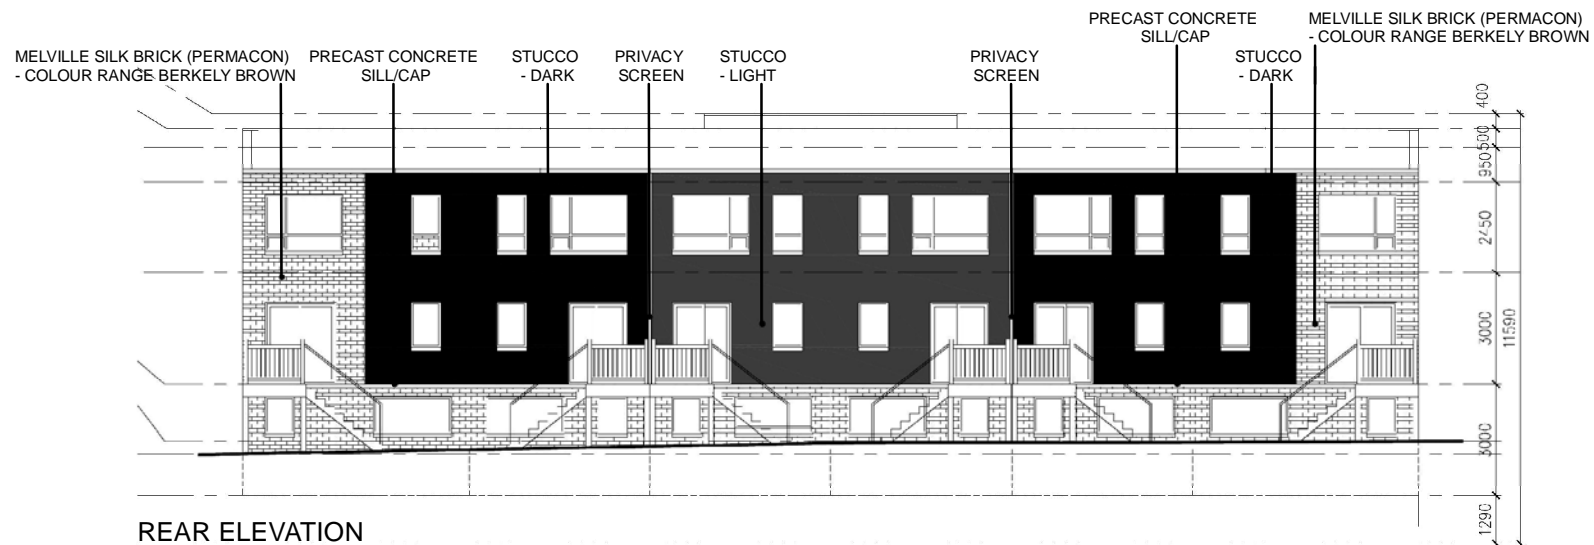 MELVILLE SILK BRICK (PERMACON)
- COLOUR RANGE BERKELY BROWN
PRECAST CONCRETE
SILL/CAP
STUCCO
- DARK
PRIVACY
SCREEN
STUCCO
- LIGHT
PRIVACY
SCREEN
PRECAST CONCRETE
SILL/CAP
STUCCO
- DARK
MELVILLE SILK BRICK (PERMACON)
- COLOUR RANGE BERKELY BROWN
400
500
950
2450
3000
11590
3000
1290
REAR ELEVATION